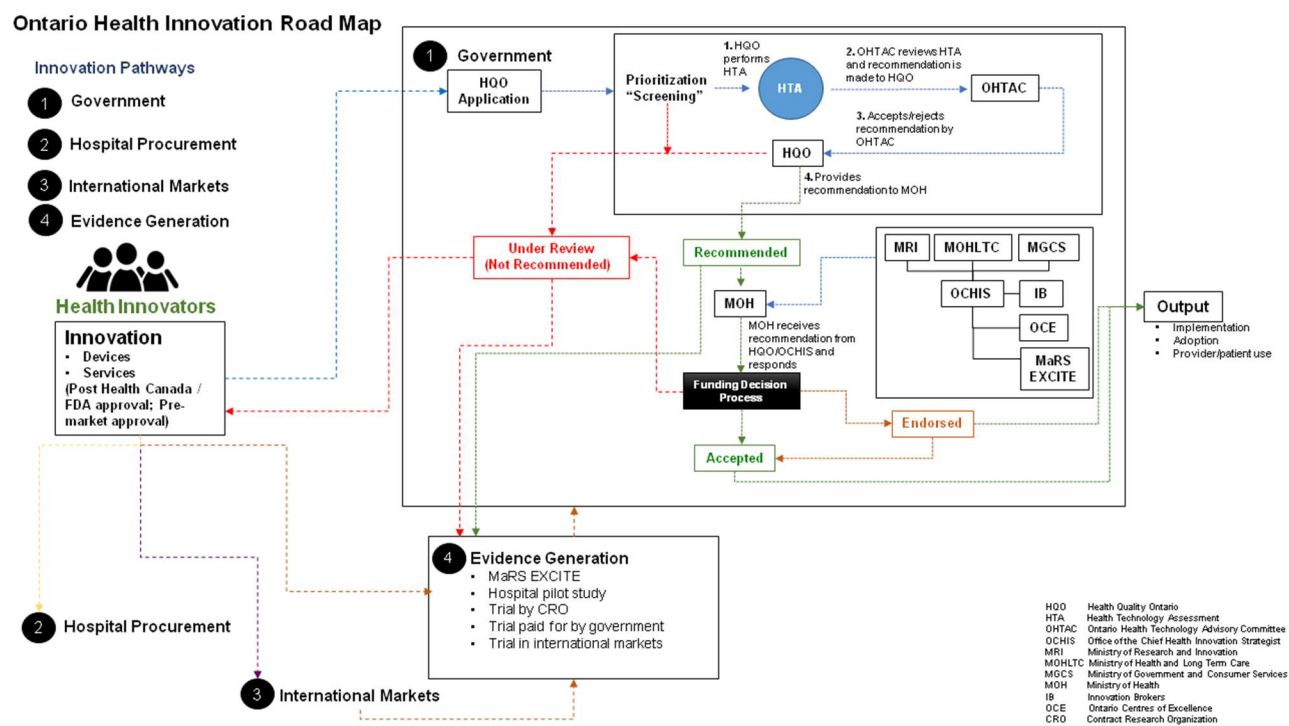 Ontario Health Innovation Road Map
Innovation Pathways
1 Government
2 Hospital Procurement
3 International Markets
4 Evidence Generation
Health Innovators
Innovation
▪ Devices
▪ Services
(Post Health Canada /
FDA approval; Pre-
market approval)
1 Government
HQO
Application
Prioritization
“Screening”
1. HQO
performs
HTA
HTA
2. OHTAC reviews HTA
and recommendation is
made to HQO
OHTAC
3. Accepts/rejects
recommendation by
OHTAC
HQO
4. Provides
recommendation to MOH
Under Review
(Not Recommended)
Recommended
MOH
MOH receives
recommendation from
HQO/OCHIS and
responds
Funding Decision
Process
Endorsed
Accepted
MRI
MOHLTC
MGCS
OCHIS
IB
OCE
MaRS
EXCITE
Output
▪ Implementation
▪ Adoption
▪ Provider/patient use
4 Evidence Generation
▪ MaRS EXCITE
▪ Hospital pilot study
▪ Trial by CRO
▪ Trial paid for by government
▪ Trial in international markets
2 Hospital Procurement
3 International Markets
HQO Health Quality Ontario
HTA Health Technology Assessment
OHTAC Ontario Health Technology Advisory Committee
OCHIS Office of the Chief Health Innovation Strategist
MRI Ministry of Research and Innovation
MOHLTC Ministry of Health and Long Term Care
MGCS Ministry of Government and Consumer Services
MOH Ministry of Health
IB Innovation Brokers
OCE Ontario Centres of Excellence
CRO Contract Research Organization